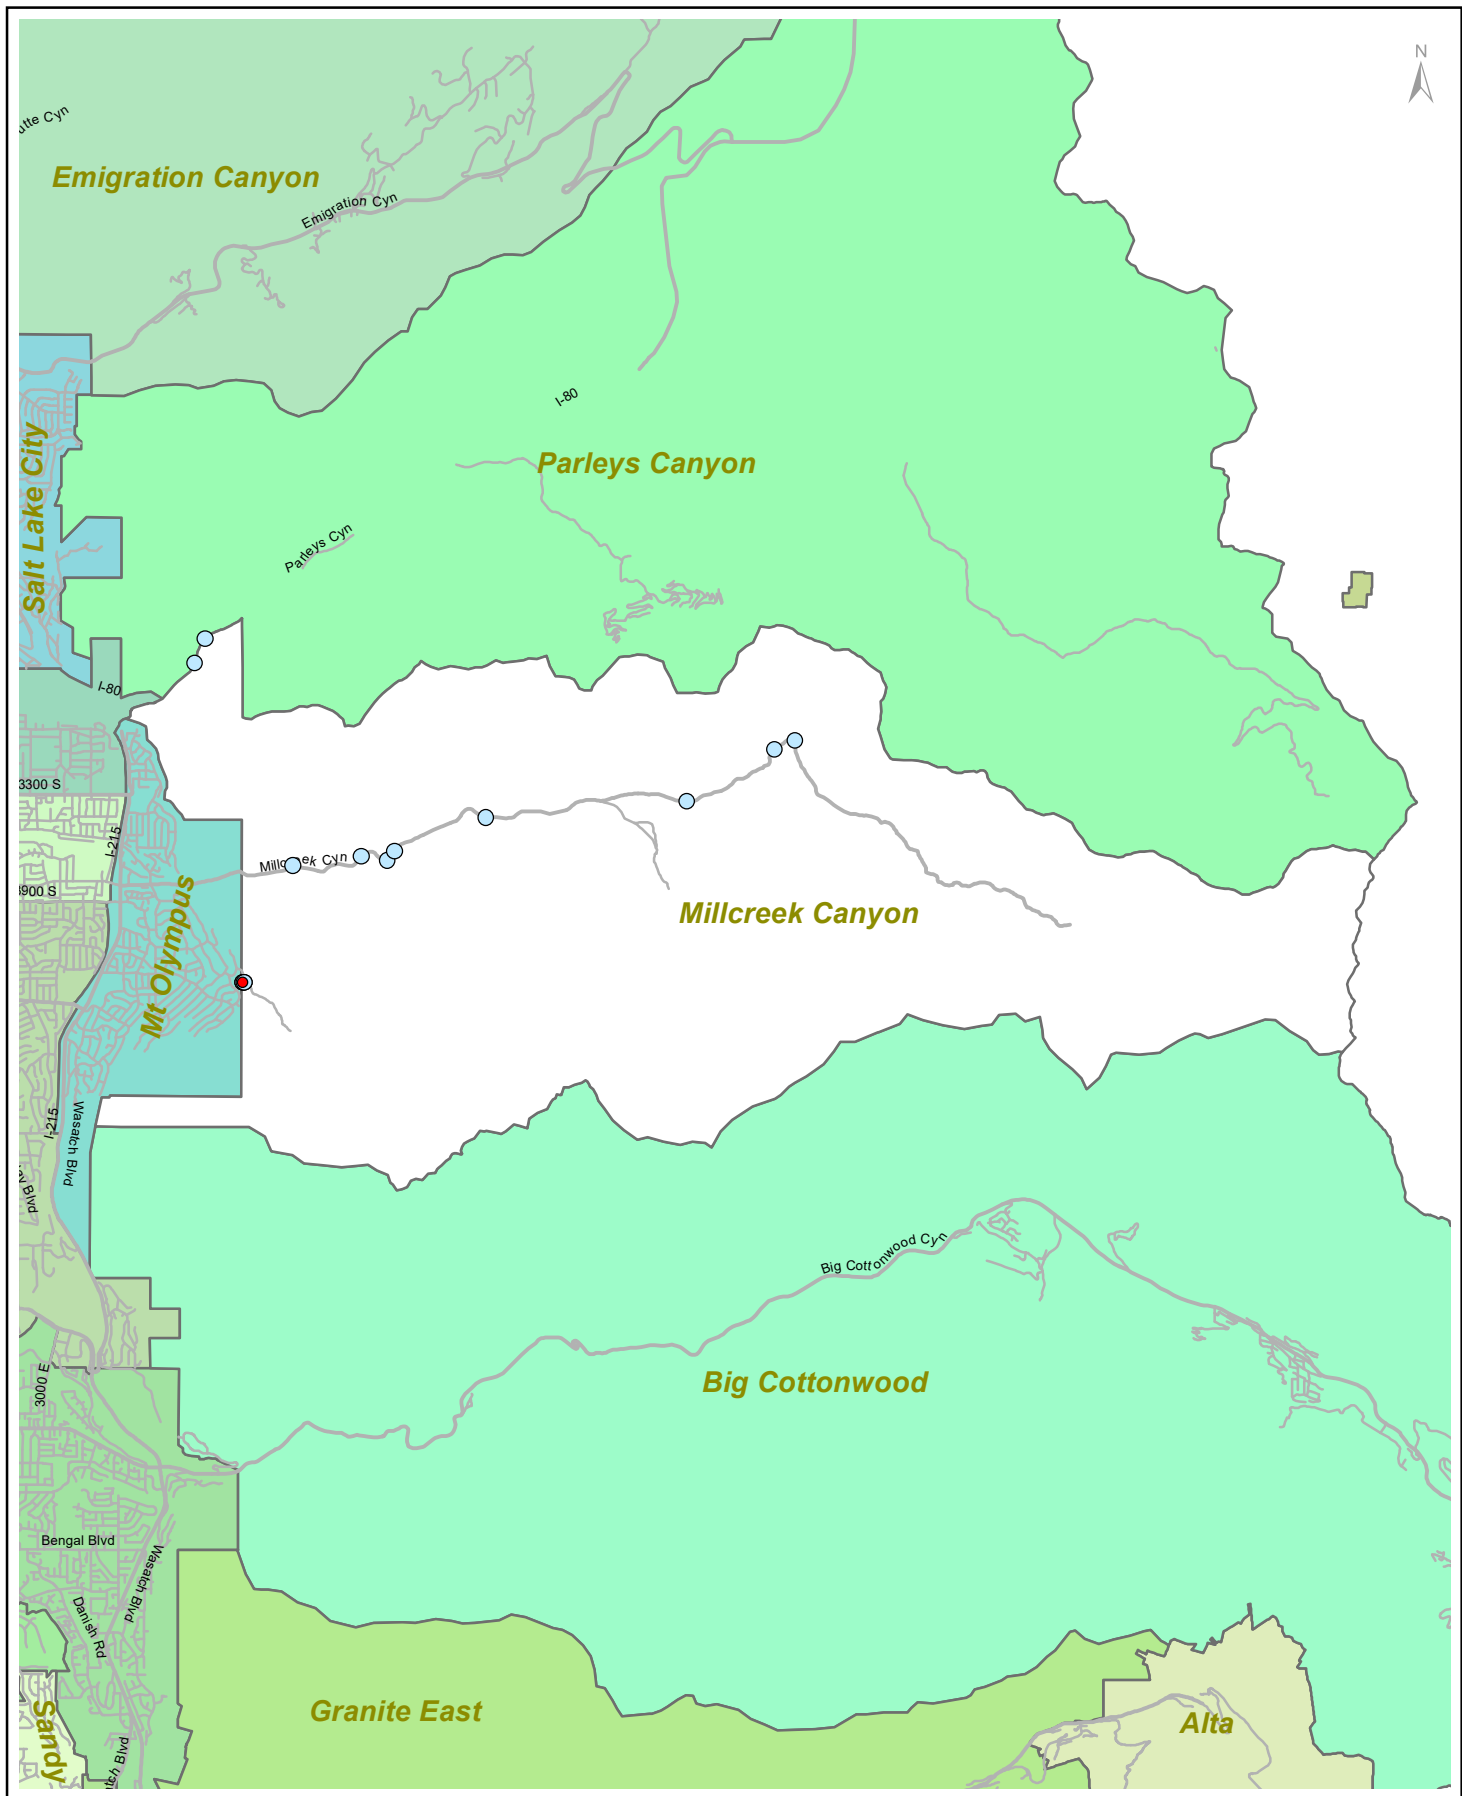 N
Cyn
Emigration Canyon
Emigration Cyn
I-80
Salt Lake City
Parleys Canyon
Parleys Cyn
I-80
3300 S
I-215
Millcreek Cyn
3900 S
Mt Olympus
Millcreek Canyon
I-215
Wasatch Blvd
Blvd
Big Cottonwood Cyn
3000 E
Big Cottonwood
Bengal Blvd
Wasatch Blvd
Danish Rd
Sandy
Granite East
Alta
Blvd